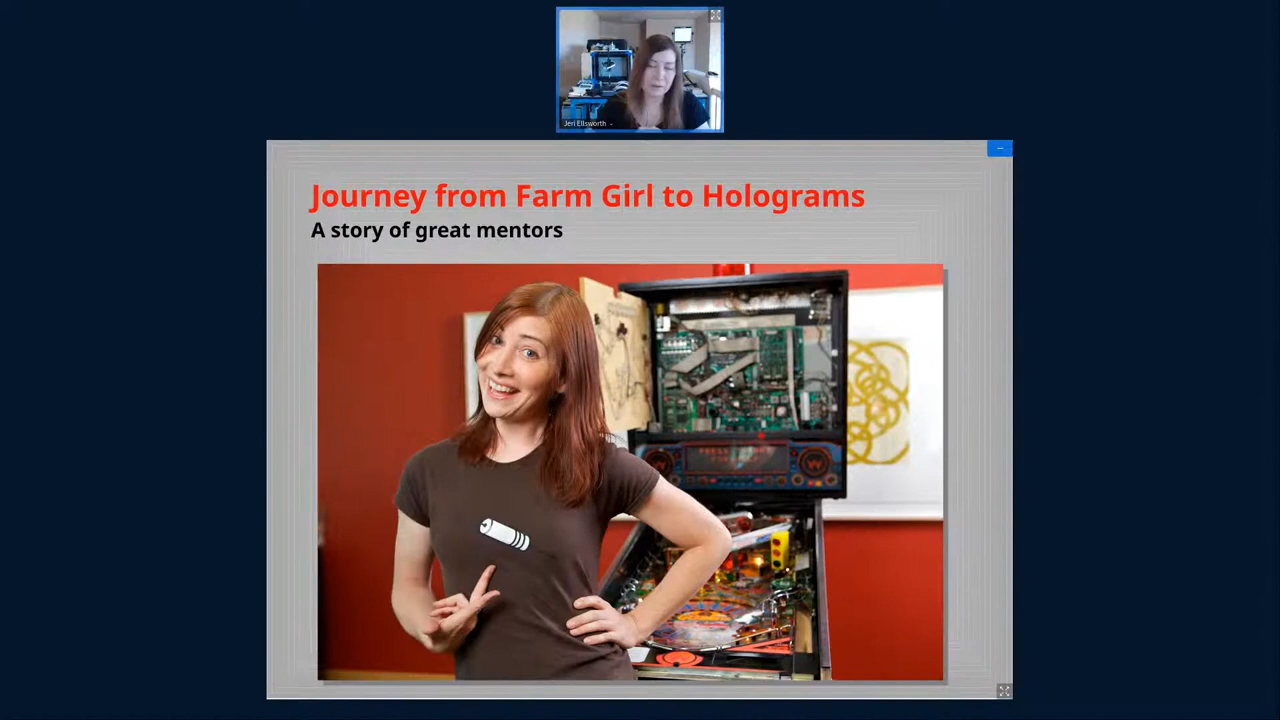 Jeri Ellsworth
Journey from Farm Girl to Holograms
A story of great mentors